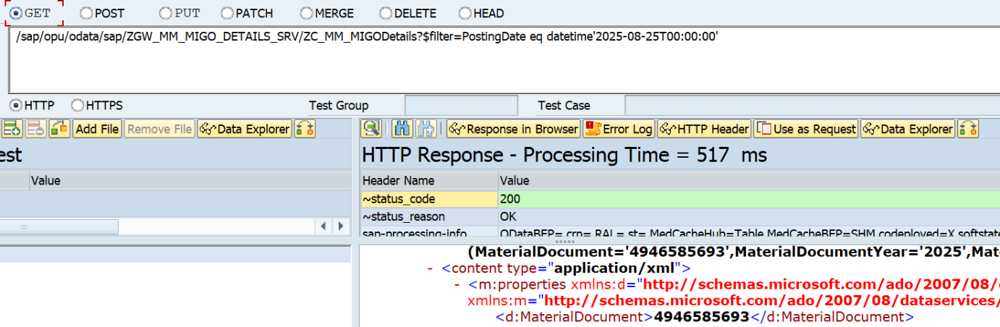 GET POST PUT PATCH MERGE DELETE HEAD
/sap/opu/odata/sap/ZGW_MM_MIGO_DETAILS_SRV/ZC_MM_MIGODetails?$filter=PostingDate eq datetime'2025-08-25T00:00:00'
HTTP HTTPS Test Group Test Case
Add File Remove File Data Explorer Response in Browser Error Log HTTP Header Use as Request Data Explorer
est HTTP Response - Processing Time = 517 ms
Value Header Name Value
~status_code 200
~status_reason OK
sap-processing-info ODataBEP= crp= RAL= st= MedCacheHub=Table MedCacheBEP=SHM codeployed=X softstate
(MaterialDocument='4946585693',MaterialDocumentYear='2025',Mat
- <content type="application/xml">
- <m:properties xmlns:d="http://schemas.microsoft.com/ado/2007/08/
xmlns:m="http://schemas.microsoft.com/ado/2007/08/dataservices/
<d:MaterialDocument>4946585693</d:MaterialDocument>